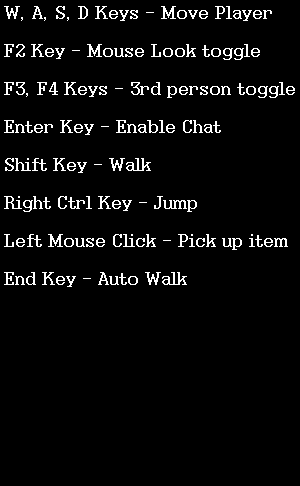 W, A, S, D Keys - Move Player
F2 Key - Mouse Look toggle
F3, F4 Keys - 3rd person toggle
Enter Key - Enable Chat
Shift Key - Walk
Right Ctrl Key - Jump
Left Mouse Click - Pick up item
End Key - Auto Walk